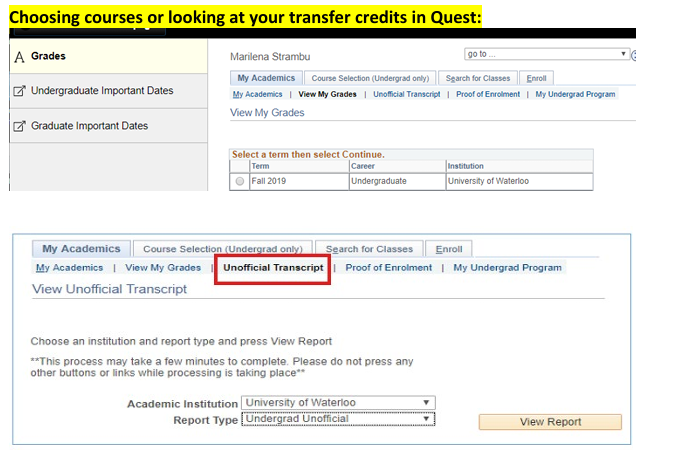 Choosing courses or looking at your transfer credits in Quest:
Grades
Undergraduate Important Dates
Graduate Important Dates
Marilena Strambu
go to ...
My Academics Course Selection (Undergrad only) Search for Classes Enroll
My Academics | View My Grades | Unofficial Transcript | Proof of Enrolment | My Undergrad Program
View My Grades
Select a term then select Continue.
Term Career Institution
Fall 2019 Undergraduate University of Waterloo
My Academics Course Selection (Undergrad only) Search for Classes Enroll
My Academics | View My Grades | Unofficial Transcript | Proof of Enrolment | My Undergrad Program
View Unofficial Transcript
Choose an institution and report type and press View Report
**This process may take a few minutes to complete. Please do not press any
other buttons or links while processing is taking place**
Academic Institution University of Waterloo
Report Type Undergrad Unofficial
View Report